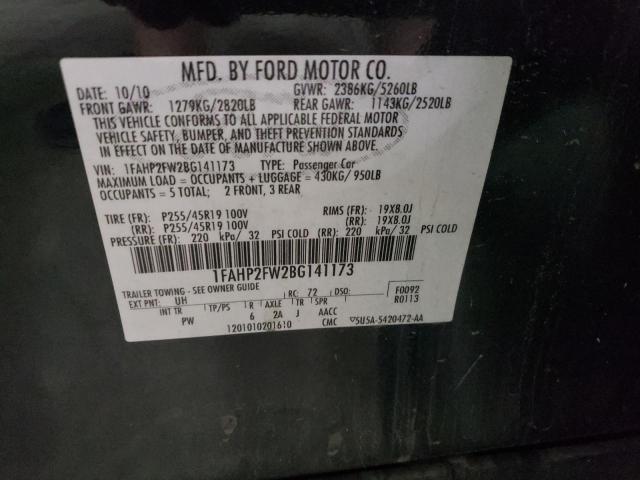 MFD. BY FORD MOTOR CO.
DATE: 10/10 GVWR: 2386KG/5260LB
FRONT GAWR: 1279KG/2820LB REAR GAWR: 1143KG/2520LB
THIS VEHICLE CONFORMS TO ALL APPLICABLE FEDERAL MOTOR
VEHICLE SAFETY, BUMPER, AND THEFT PREVENTION STANDARDS
IN EFFECT ON THE DATE OF MANUFACTURE SHOWN ABOVE.
VIN: 1FAHP2FW2BG141173 TYPE: Passenger Car
MAXIMUM LOAD = OCCUPANTS + LUGGAGE = 430KG/950LB
OCCUPANTS = 5 TOTAL; 2 FRONT, 3 REAR
TIRE (FR): P255/45R19 100V RIMS (FR): 19X8.0J
(RR): P255/45R19 100V (RR): 19X8.0J
PRESSURE (FR): 220 kPa/ 32 PSI COLD (RR): 220 kPa/ 32 PSI COLD
1FAHP2FW2BG141173
TRAILER TOWING - SEE OWNER GUIDE
EXT PNT: UH RC: 72 DSO: F0092
R0113
INT TR TP/PS R AXLE TR SPR
PW 6 2A J AACC
1201010201610 CMC ▽5U5A-5420472-AA